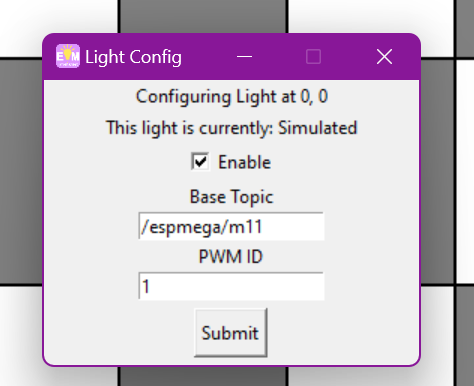 Light Config
Configuring Light at 0, 0
This light is currently: Simulated
Enable
Base Topic
/espmega/m11
PWM ID
1
Submit